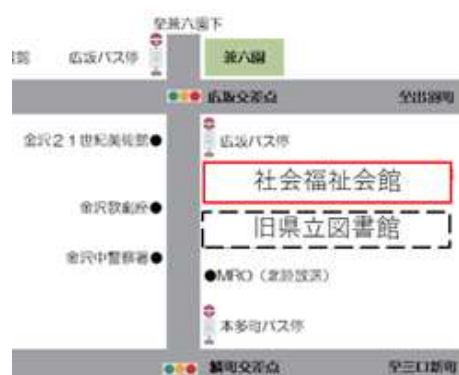 至兼六園下
広坂バス停
兼六園
広坂交差点
至出羽町
金沢21世紀美術館●
広坂バス停
社会福祉会館
金沢歌劇座●
旧県立図書館
金沢中警察署●
●MRO（北陸放送）
本多町バス停
鱗町交差点
至三口新町